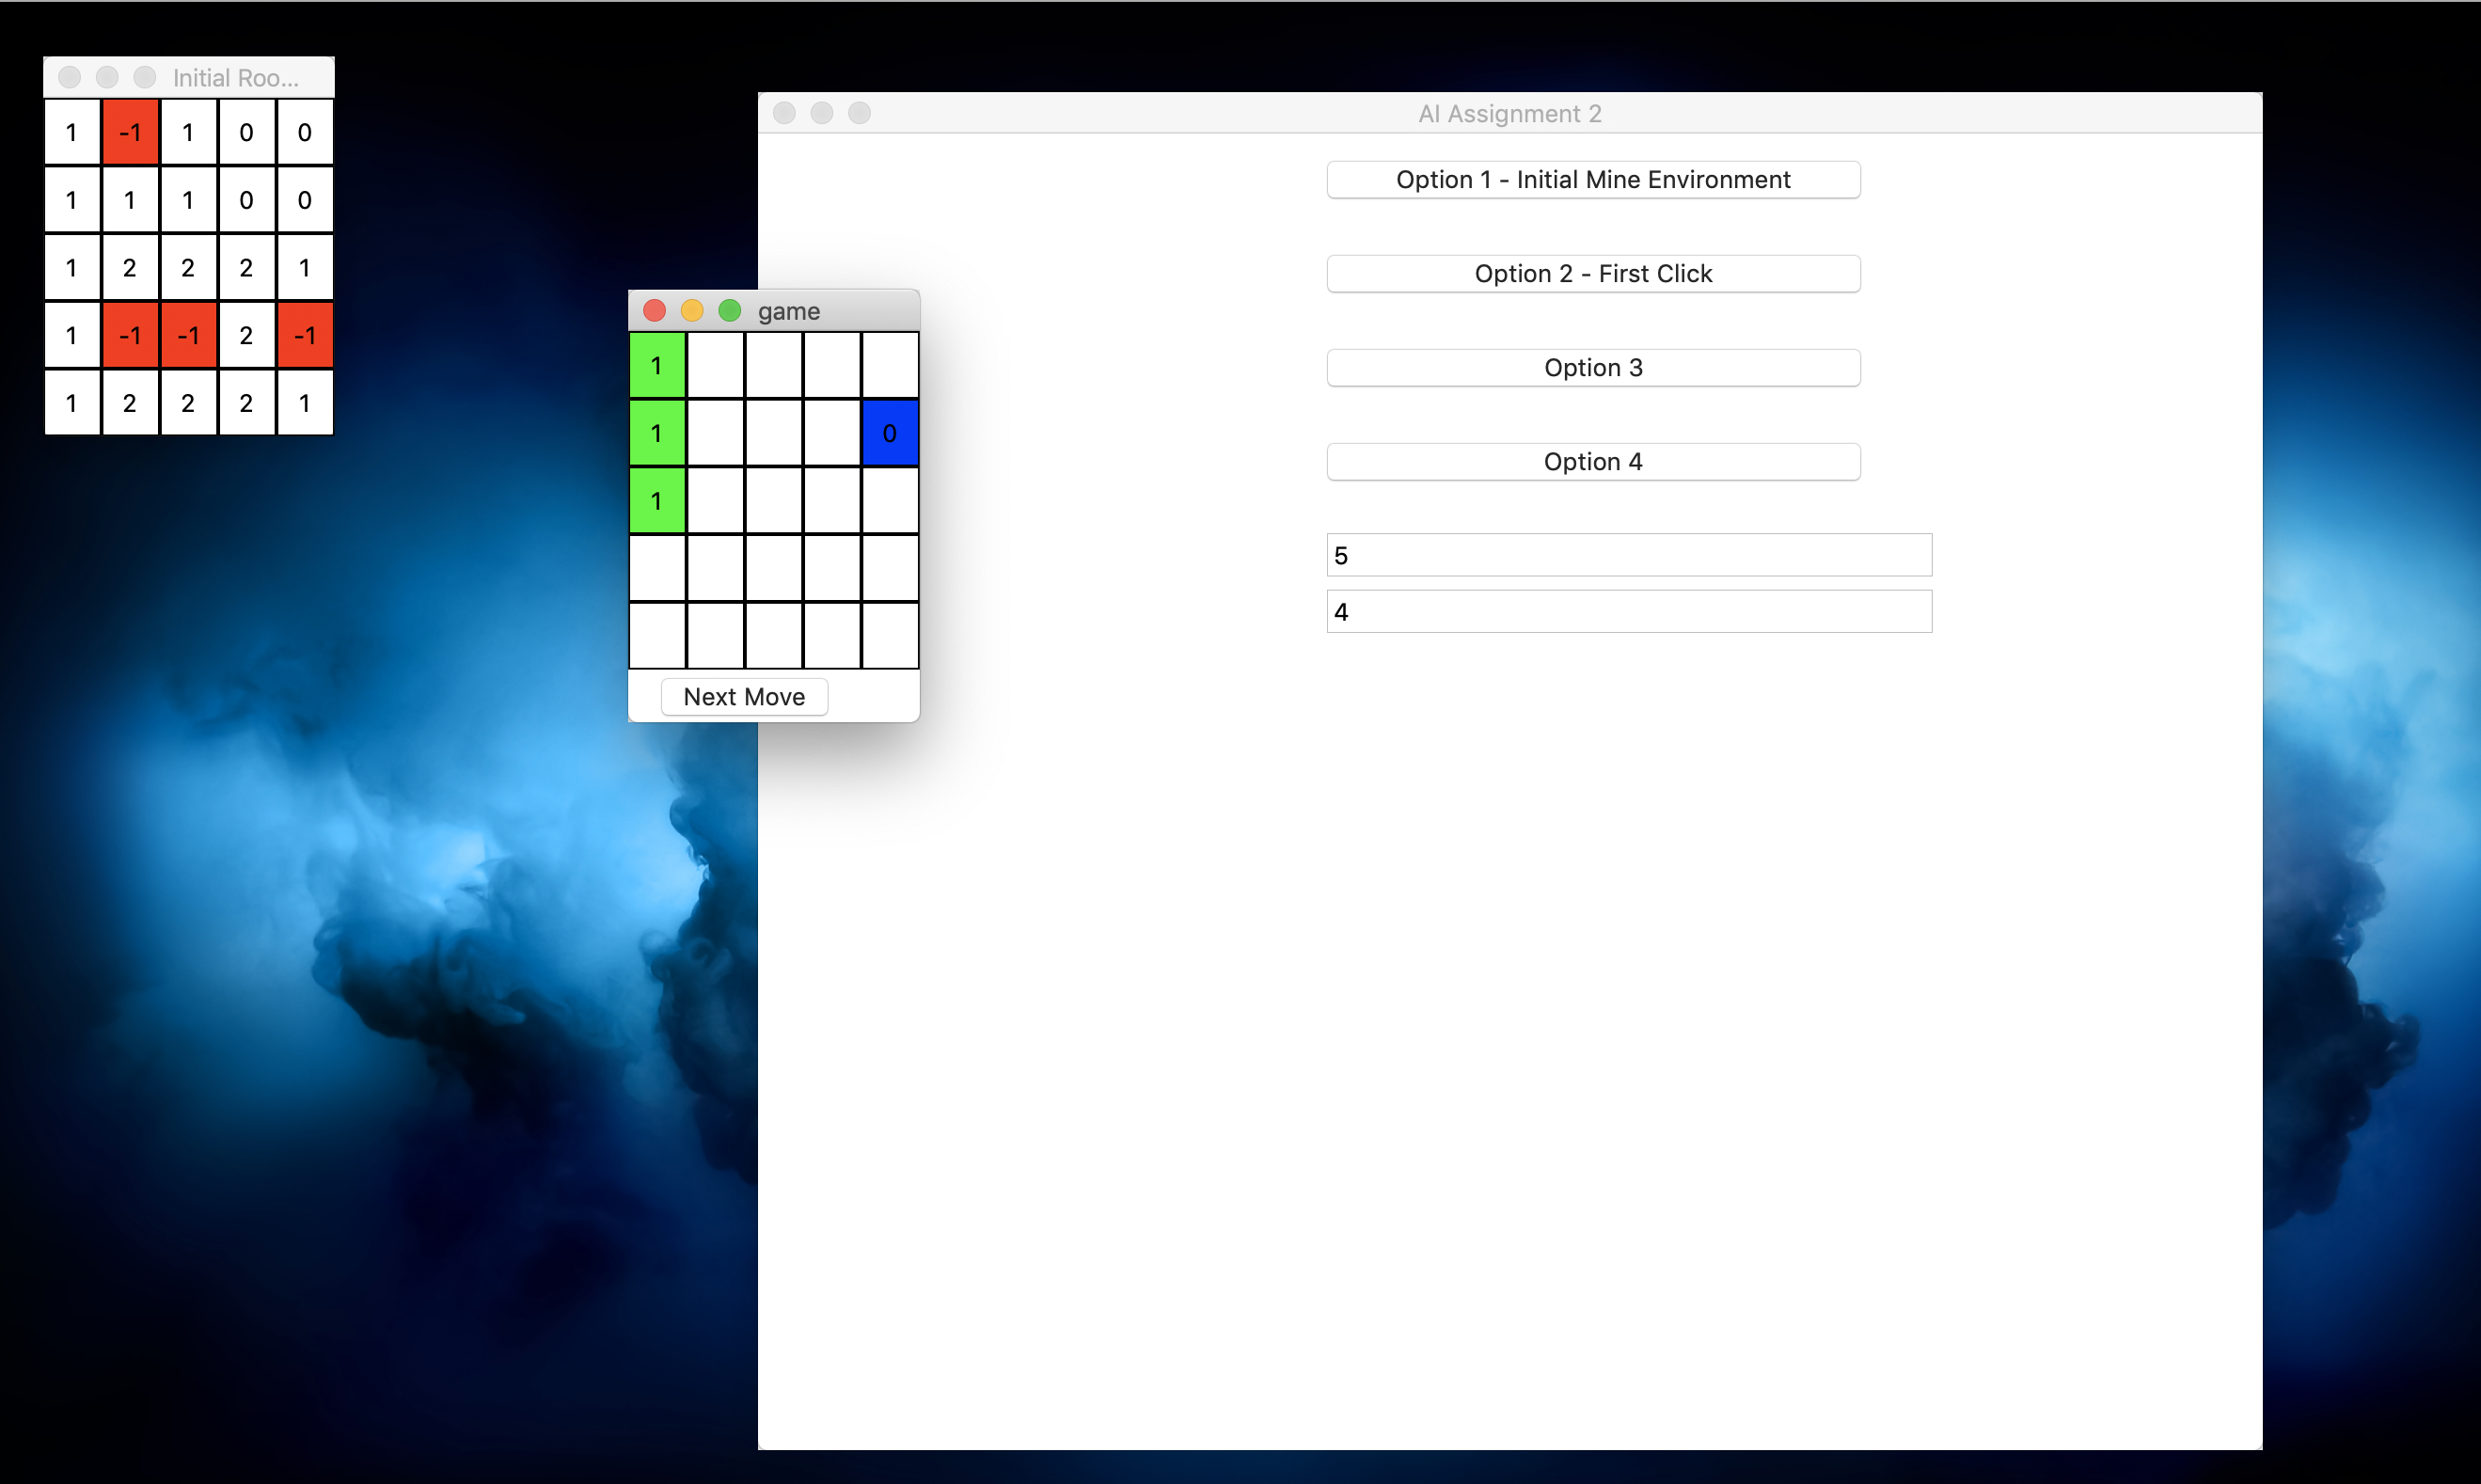 Initial Roo...
1 -1 1 0 0
1 1 1 0 0
1 2 2 2 1
1 -1 -1 2 -1
1 2 2 2 1
game
1
1 0
1
Next Move
AI Assignment 2
Option 1 - Initial Mine Environment
Option 2 - First Click
Option 3
Option 4
5
4